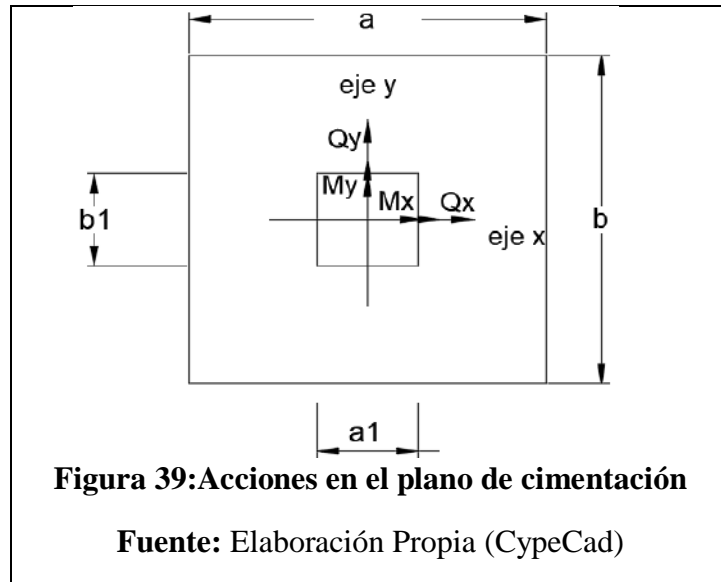 a
eje y
Qy
My
Mx
Qx
b1
b
eje x
a1
Figura 39:Acciones en el plano de cimentación
Fuente: Elaboración Propia (CypeCad)